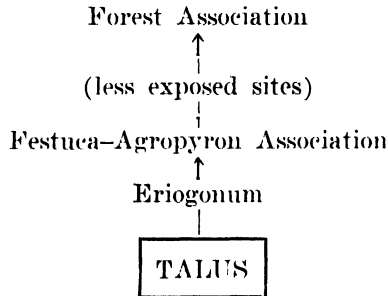 Forest Association
(less exposed sites)
Festuca–Agropyron Association
Eriogonum
TALUS